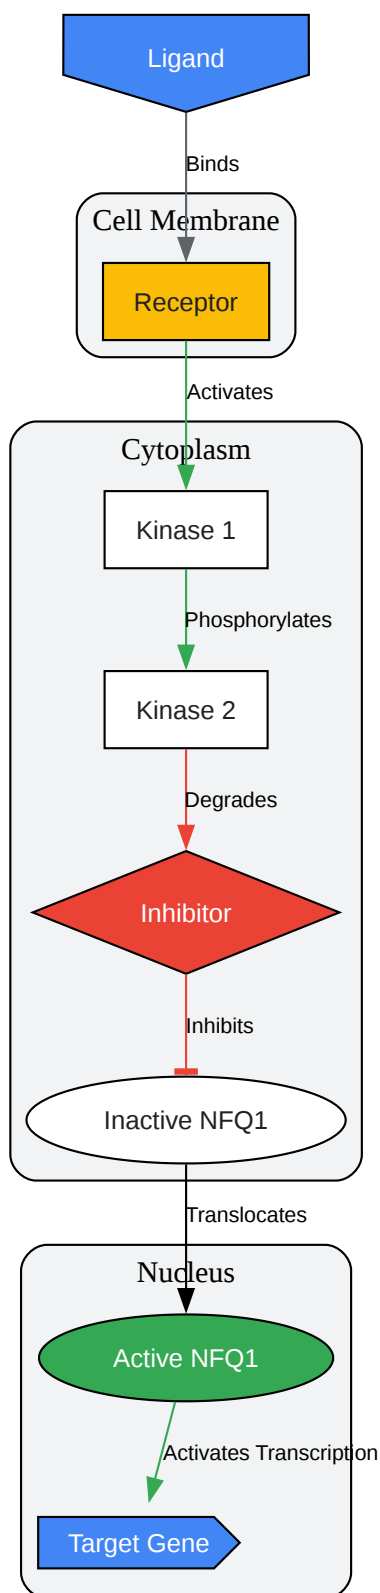 Ligand
Binds
Cell Membrane
Receptor
Activates
Cytoplasm
Kinase 1
Phosphorylates
Kinase 2
Degrades
Inhibitor
Inhibits
Inactive NFQ1
Translocates
Nucleus
Active NFQ1
Activates Transcription
Target Gene